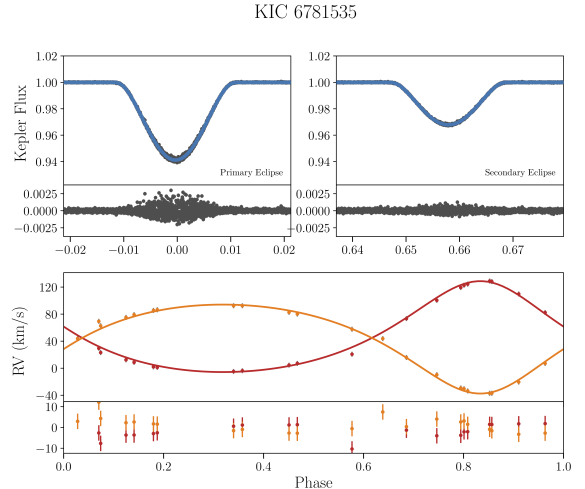 KIC 6781535
1.02
1.00
0.98
0.96
0.94
Kepler Flux
Primary Eclipse
1.02
1.00
0.98
0.96
0.94
Secondary Eclipse
0.0025
0.0000
−0.0025
0.0025
0.0000
−0.0025
−0.02 −0.01 0.00 0.01 0.02
0.64 0.65 0.66 0.67
120
80
40
0
−40
RV (km/s)
10
0
−10
0.0 0.2 0.4 0.6 0.8 1.0
Phase